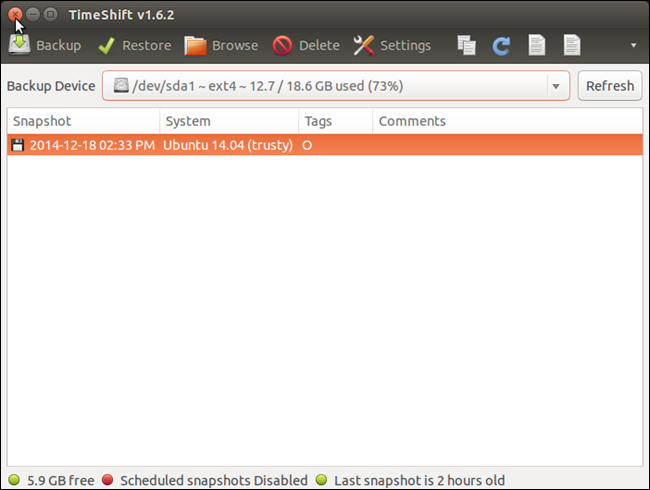 TimeShift v1.6.2
Backup Restore Browse Delete Settings
Backup Device /dev/sda1 ~ ext4 ~ 12.7 / 18.6 GB used (73%) Refresh
Snapshot System Tags Comments
2014-12-18 02:33 PM Ubuntu 14.04 (trusty) O
5.9 GB free Scheduled snapshots Disabled Last snapshot is 2 hours old